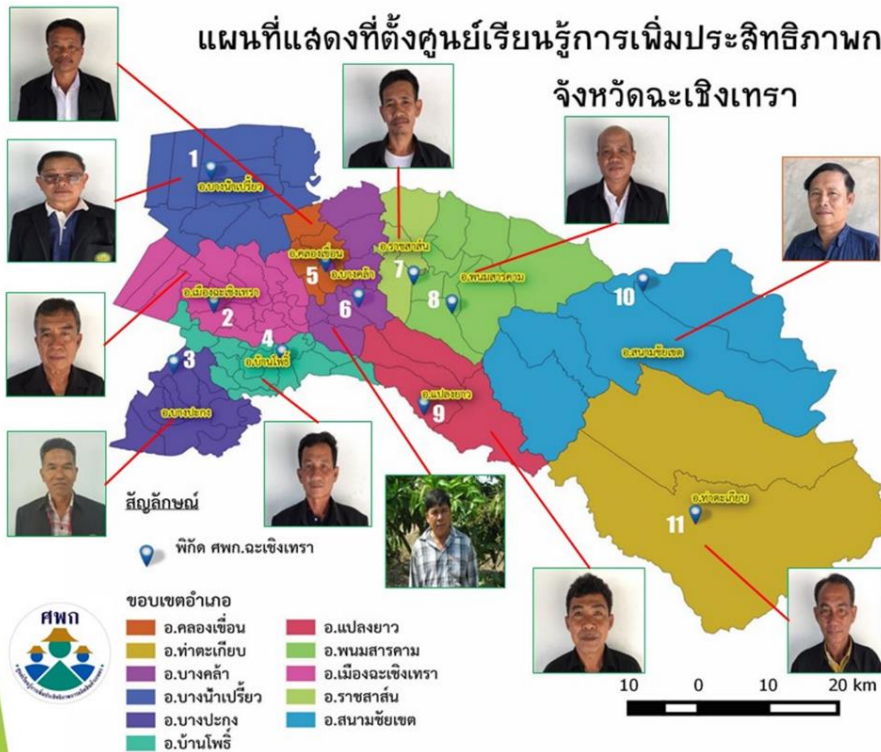 แผนที่แสดงที่ตั้งศูนย์เรียนรู้การเพิ่มประสิทธิภาพก
จังหวัดฉะเชิงเทรา
1
อ.บางน้ำเปรี้ยว
อ.ราชสาส์น
อ.คลองเขื่อน
5
อ.บางคล้า
7
อ.พนมสารคาม
อ.เมืองฉะเชิงเทรา
2
6
8
10
4
อ.บ้านโพธิ์
3
อ.สนามชัยเขต
อ.แปลงยาว
9
อ.บางปะกง
อ.ท่าตะเกียบ
11
สัญลักษณ์
พิกัด ศพก.ฉะเชิงเทรา
ขอบเขตอำเภอ
อ.คลองเขื่อน
อ.ท่าตะเกียบ
อ.บางคล้า
อ.บางน้ำเปรี้ยว
อ.บางปะกง
อ.บ้านโพธิ์
อ.แปลงยาว
อ.พนมสารคาม
อ.เมืองฉะเชิงเทรา
อ.ราชสาส์น
อ.สนามชัยเขต
ศพก
10 0 10 20 km